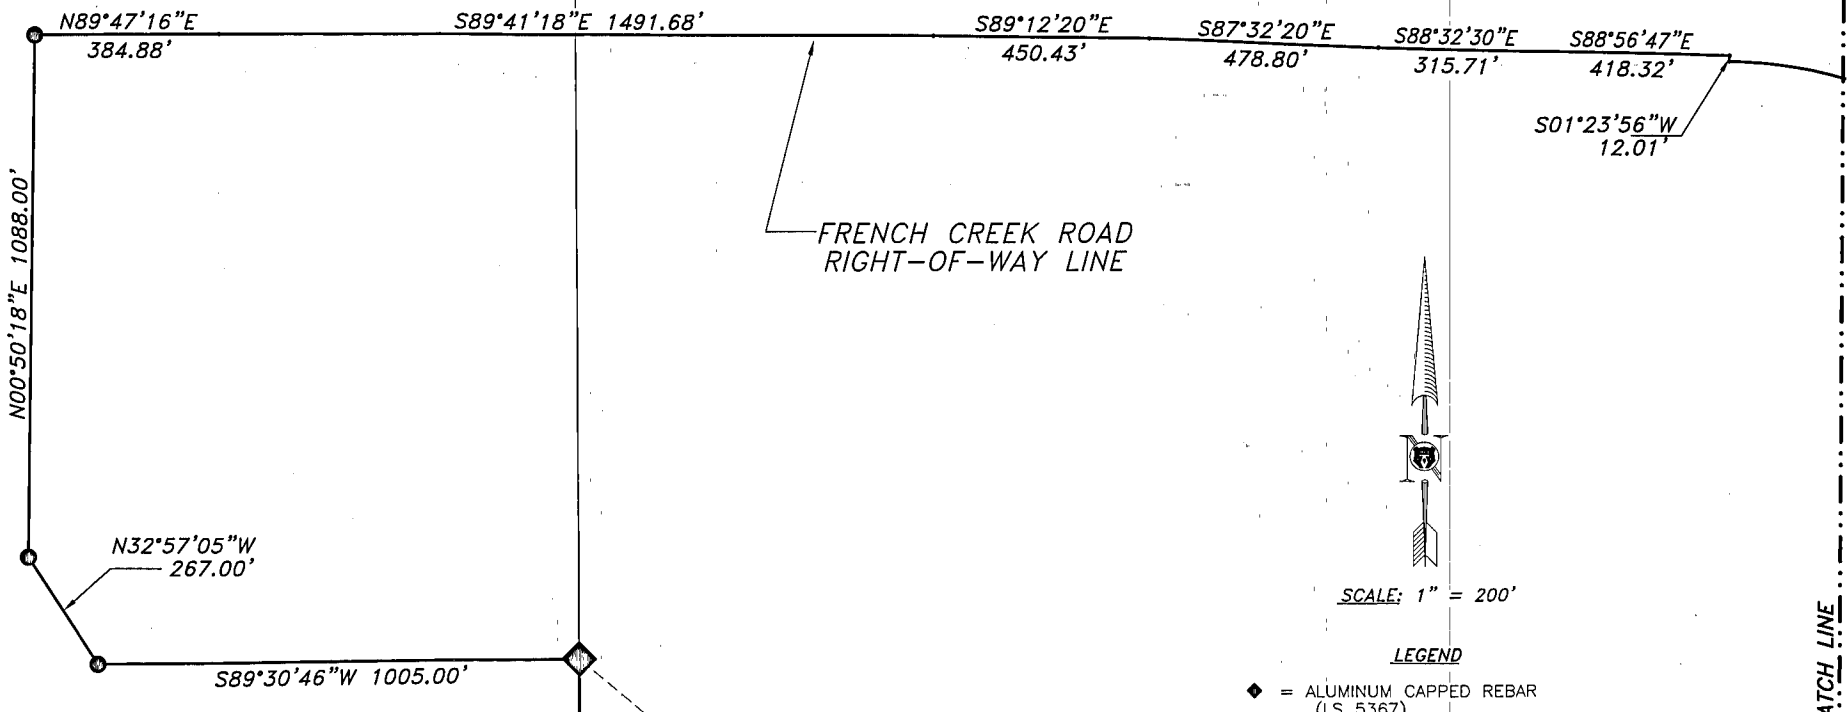 N89°47'16"E
384.88'
S89°41'18"E 1491.68'
S89°12'20"E
450.43'
S87°32'20"E
478.80'
S88°32'30"E
315.71'
S88°56'47"E
418.32'
S01°23'56"W
12.01'
FRENCH CREEK ROAD
RIGHT-OF-WAY LINE
N00°50'18"E 1088.00'
N32°57'05"W
267.00'
S89°30'46"W 1005.00'
N
SCALE: 1" = 200'
LEGEND
= ALUMINUM CAPPED REBAR
(LS 5367)
ATCH LINE